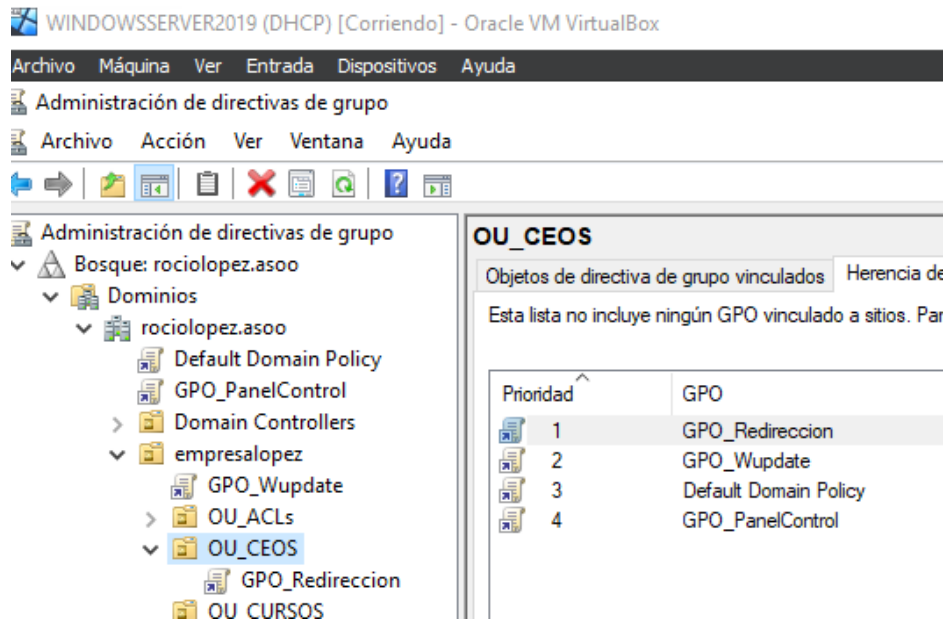 WINDOWSSERVER2019 (DHCP) [Corriendo] - Oracle VM VirtualBox
Archivo Máquina Ver Entrada Dispositivos Ayuda
Administración de directivas de grupo
Archivo Acción Ver Ventana Ayuda
Administración de directivas de grupo
Bosque: rociolopez.asoo
Dominios
rociolopez.asoo
Default Domain Policy
GPO_PanelControl
Domain Controllers
empresalopez
GPO_Wupdate
OU_ACLs
OU_CEOS
GPO_Redireccion
OU_CURSOS
OU_CEOS
Objetos de directiva de grupo vinculados Herencia de
Esta lista no incluye ningún GPO vinculado a sitios. Par
Prioridad GPO
1 GPO_Redireccion
2 GPO_Wupdate
3 Default Domain Policy
4 GPO_PanelControl